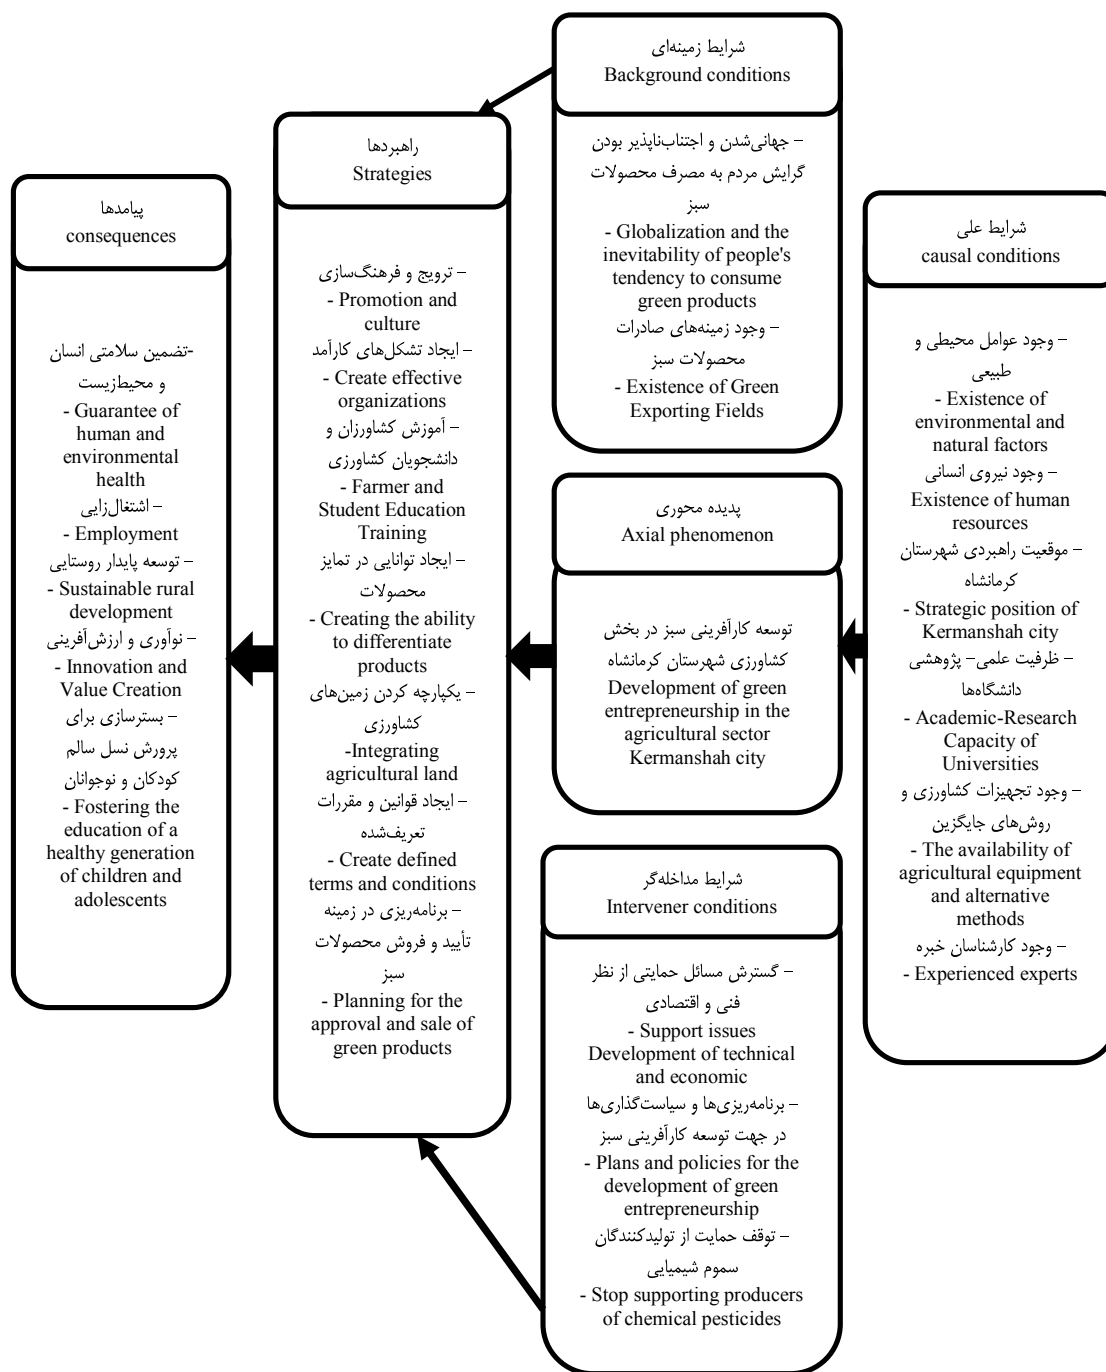 شرایط زمینه‌ای
Background conditions
– جهانی‌شدن و اجتناب‌ناپذیر بودن
گرایش مردم به مصرف محصولات
سبز
- Globalization and the
inevitability of people's
tendency to consume
green products
– وجود زمینه‌های صادرات
محصولات سبز
- Existence of Green
Exporting Fields
شرایط علی
causal conditions
– وجود عوامل محیطی و
طبیعی
- Existence of
environmental and
natural factors
– وجود نیروی انسانی
Existence of human
resources
– موقعیت راهبردی شهرستان
کرمانشاه
- Strategic position of
Kermanshah city
– ظرفیت علمی- پژوهشی
دانشگاه‌ها
- Academic-Research
Capacity of
Universities
– وجود تجهیزات کشاورزی و
روش‌های جایگزین
- The availability of
agricultural equipment
and alternative
methods
– وجود کارشناسان خبره
- Experienced experts
پدیده محوری
Axial phenomenon
توسعه کارآفرینی سبز در بخش
کشاورزی شهرستان کرمانشاه
Development of green
entrepreneurship in the
agricultural sector
Kermanshah city
شرایط مداخله‌گر
Intervener conditions
– گسترش مسائل حمایتی از نظر
فنی و اقتصادی
- Support issues
Development of technical
and economic
– برنامه‌ریزی‌ها و سیاست‌گذاری‌ها
در جهت توسعه کارآفرینی سبز
- Plans and policies for the
development of green
entrepreneurship
– توقف حمایت از تولیدکنندگان
سموم شیمیایی
- Stop supporting producers
of chemical pesticides
راهبردها
Strategies
– ترویج و فرهنگ‌سازی
- Promotion and
culture
– ایجاد تشکل‌های کارآمد
- Create effective
organizations
– آموزش کشاورزان و
دانشجویان کشاورزی
- Farmer and
Student Education
Training
– ایجاد توانایی در تمایز
محصولات
- Creating the ability
to differentiate
products
– یکپارچه کردن زمین‌های
کشاورزی
-Integrating
agricultural land
– ایجاد قوانین و مقررات
تعریف‌شده
- Create defined
terms and conditions
– برنامه‌ریزی در زمینه
تأیید و فروش محصولات
سبز
- Planning for the
approval and sale of
green products
پیامدها
consequences
-تضمین سلامتی انسان
و محیط‌زیست
- Guarantee of
human and
environmental
health
– اشتغال‌زایی
- Employment
– توسعه پایدار روستایی
- Sustainable rural
development
– نوآوری و ارزش‌آفرینی
- Innovation and
Value Creation
– بسترسازی برای
پرورش نسل سالم
کودکان و نوجوانان
- Fostering the
education of a
healthy generation
of children and
adolescents